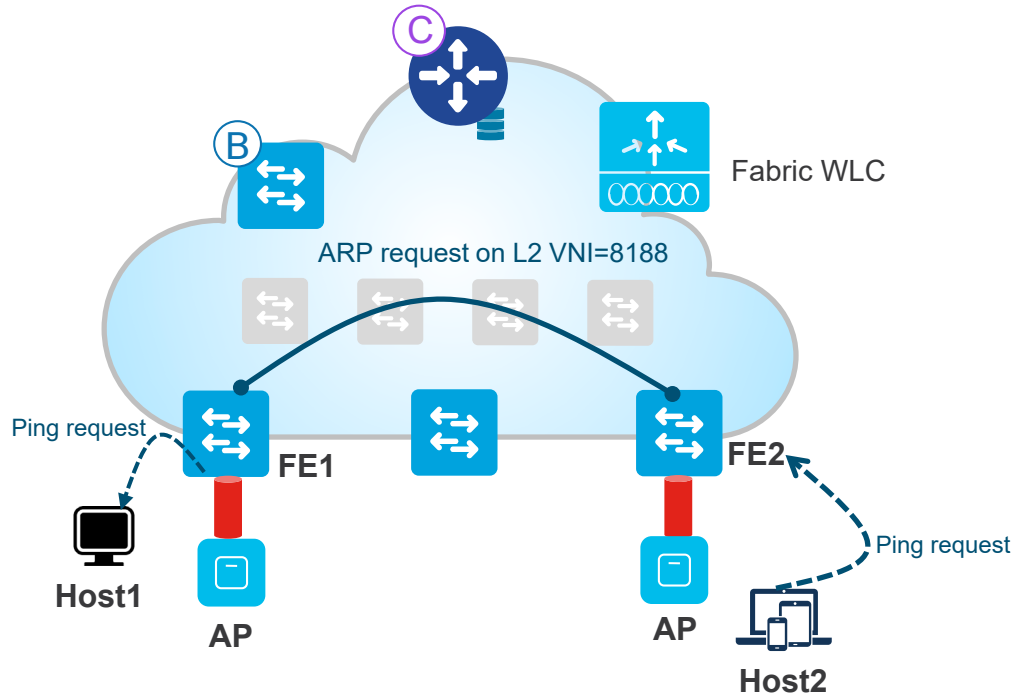 C
B
Fabric WLC
ARP request on L2 VNI=8188
Ping request
FE1
FE2
Ping request
Host1
AP
AP
Host2